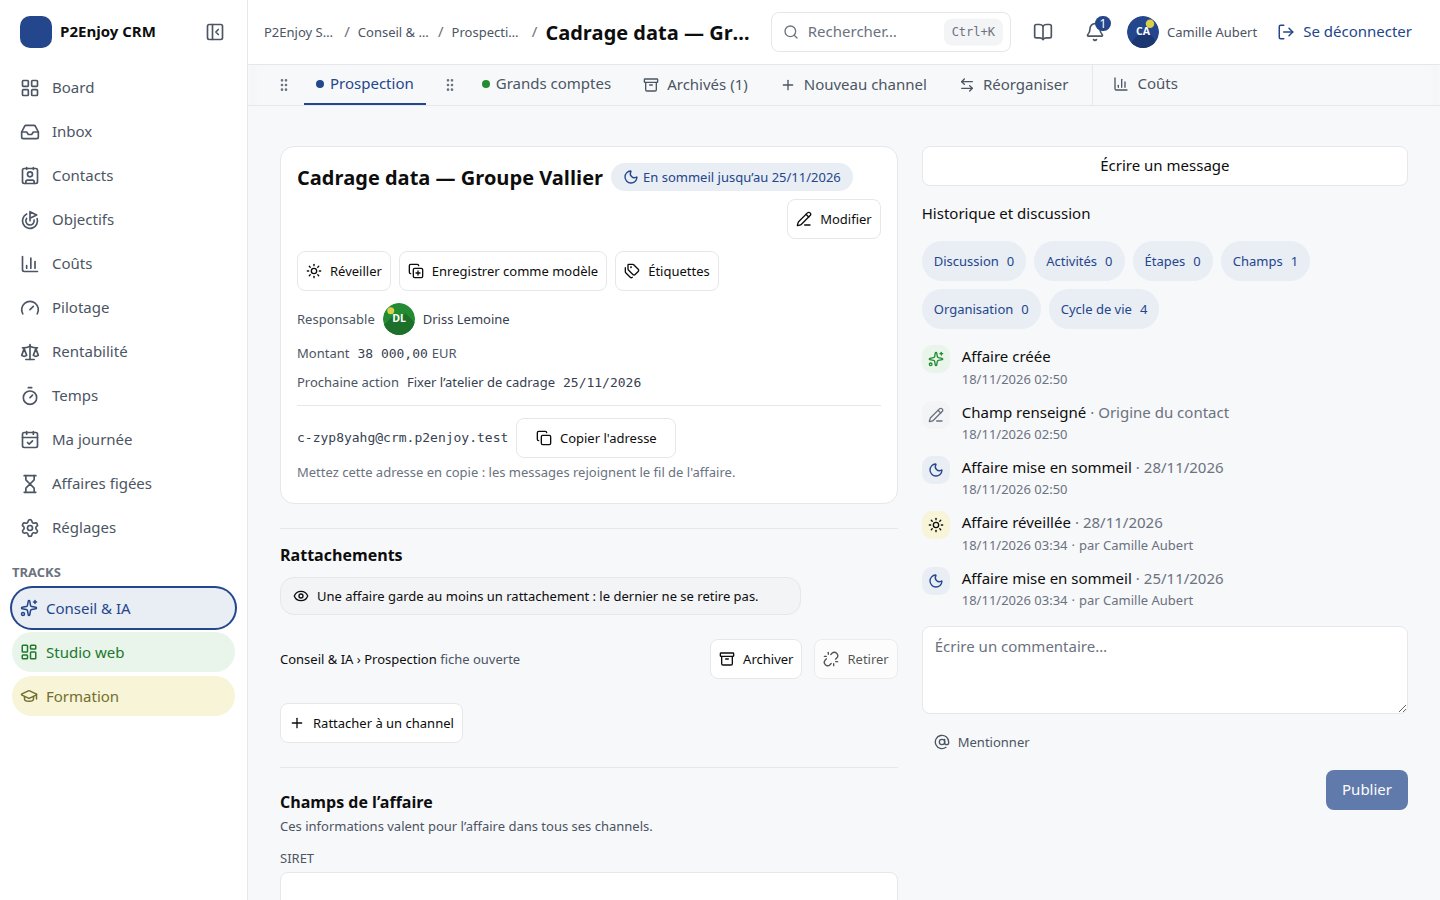 P2Enjoy CRM
Board
Inbox
Contacts
Objectifs
Coûts
Pilotage
Rentabilité
Temps
Ma journée
Affaires figées
Réglages
TRACKS
Conseil & IA
Studio web
Formation
P2Enjoy S... / Conseil & ... / Prospecti... / Cadrage data — Gr...
Rechercher... Ctrl+K
1
CA Camille Aubert
Se déconnecter
Prospection
Grands comptes
Archivés (1)
Nouveau channel
Réorganiser
Coûts
Cadrage data — Groupe Vallier
En sommeil jusqu’au 25/11/2026
Modifier
Réveiller
Enregistrer comme modèle
Étiquettes
Responsable DL Driss Lemoine
Montant 38 000,00 EUR
Prochaine action Fixer l’atelier de cadrage 25/11/2026
c-zyp8yahg@crm.p2enjoy.test
Copier l'adresse
Mettez cette adresse en copie : les messages rejoignent le fil de l'affaire.
Rattachements
Une affaire garde au moins un rattachement : le dernier ne se retire pas.
Conseil & IA › Prospection fiche ouverte
Archiver
Retirer
Rattacher à un channel
Champs de l’affaire
Ces informations valent pour l’affaire dans tous ses channels.
SIRET
Écrire un message
Historique et discussion
Discussion 0
Activités 0
Étapes 0
Champs 1
Organisation 0
Cycle de vie 4
Affaire créée
18/11/2026 02:50
Champ renseigné · Origine du contact
18/11/2026 02:50
Affaire mise en sommeil · 28/11/2026
18/11/2026 02:50
Affaire réveillée · 28/11/2026
18/11/2026 03:34 · par Camille Aubert
Affaire mise en sommeil · 25/11/2026
18/11/2026 03:34 · par Camille Aubert
Écrire un commentaire...
Mentionner
Publier